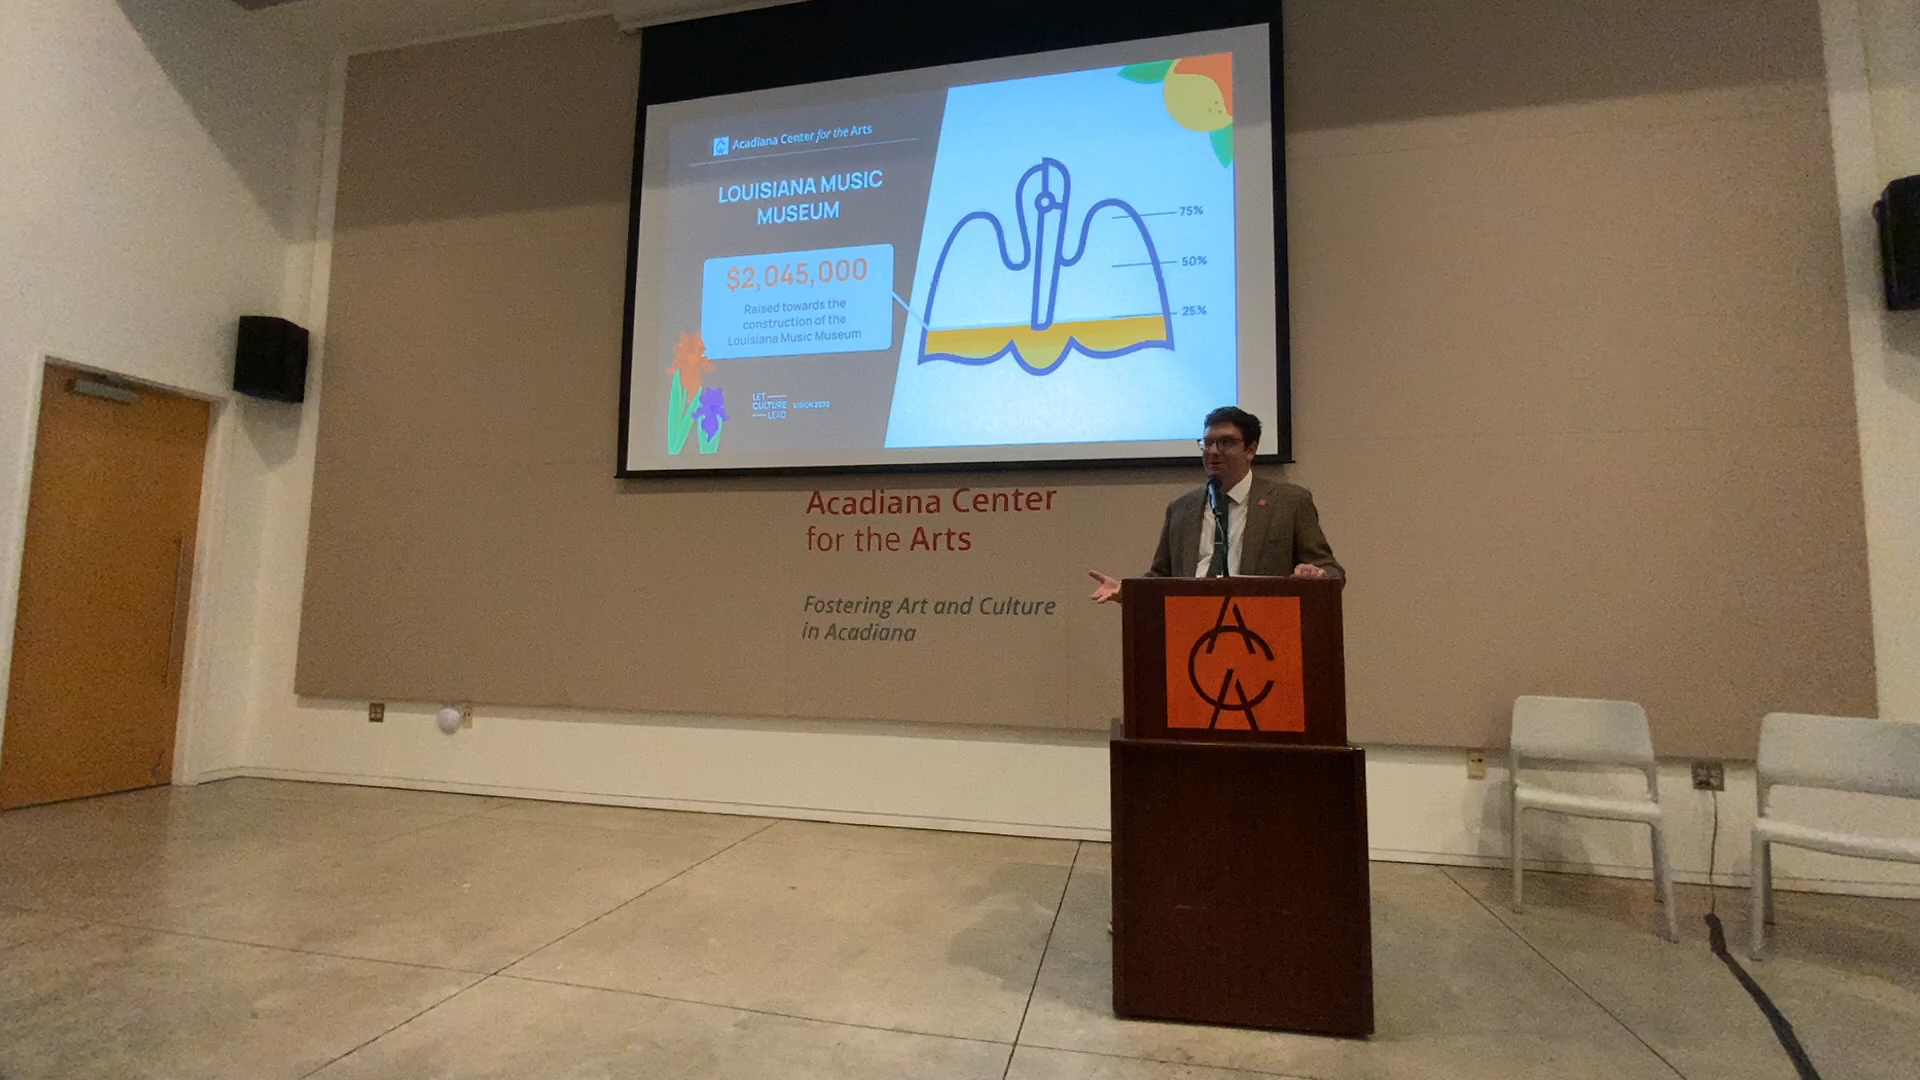 Acadiana Center for the Arts
LOUISIANA MUSIC
MUSEUM
$2,045,000
Raised towards the
construction of the
Louisiana Music Museum
LET
CULTURE
LEAD
VISION 2030
75%
50%
25%
Acadiana Center
for the Arts
Fostering Art and Culture
in Acadiana
ACA